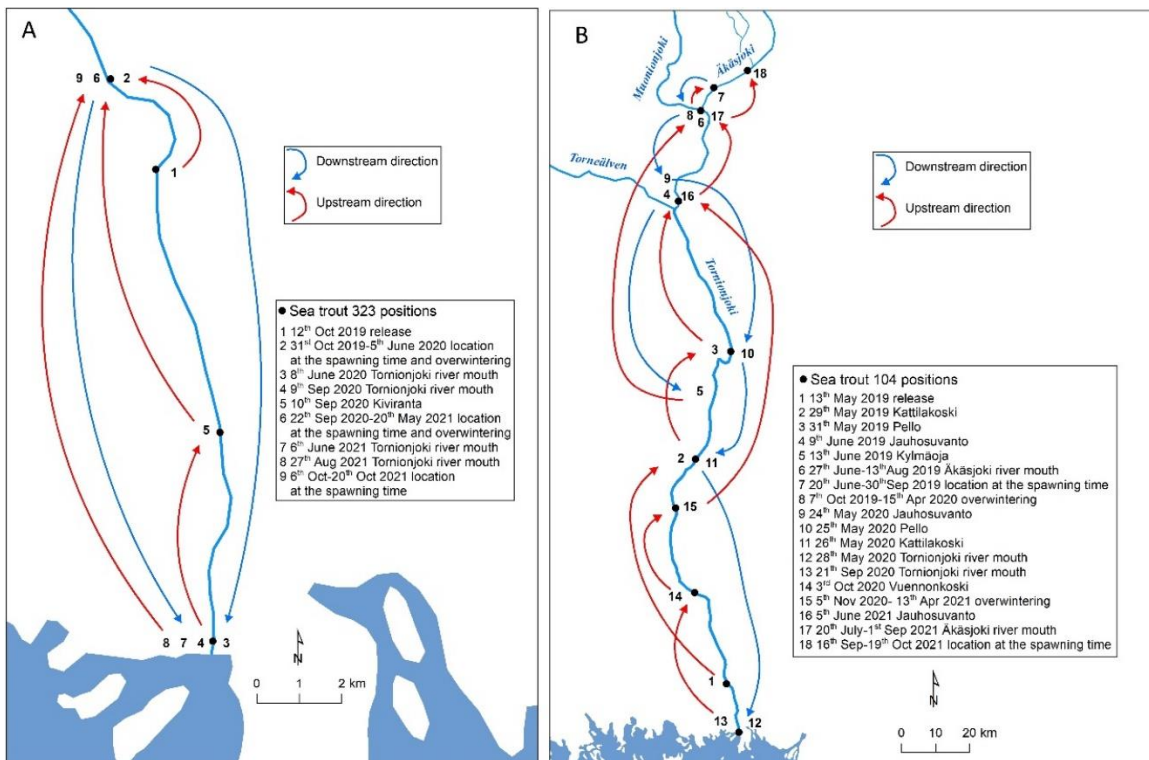 A
9 6 2
1
Downstream direction
Upstream direction
● Sea trout 323 positions
1 12th Oct 2019 release
2 31st Oct 2019-5th June 2020 location
at the spawning time and overwintering
3 8th June 2020 Tornionjoki river mouth
4 9th Sep 2020 Tornionjoki river mouth
5 10th Sep 2020 Kiviranta
6 22th Sep 2020-20th May 2021 location
at the spawning time and overwintering
7 6th June 2021 Tornionjoki river mouth
8 27th Aug 2021 Tornionjoki river mouth
9 6th Oct-20th Oct 2021 location
at the spawning time
5
8 7 4 3
N
0 1 2 km
B
Muonionjoki
Äkäsjoki
18
7
8 6 17
Torneälven
9
4 16
Downstream direction
Upstream direction
Tornionjoki
3 10
5
2 11
15
14
1
13 12
● Sea trout 104 positions
1 13th May 2019 release
2 29th May 2019 Kattilakoski
3 31th May 2019 Pello
4 9th June 2019 Jauhosuvanto
5 13th June 2019 Kylmäoja
6 27th June-13thAug 2019 Äkäsjoki river mouth
7 20th June-30thSep 2019 location at the spawning time
8 7th Oct 2019-15th Apr 2020 overwintering
9 24th May 2020 Jauhosuvanto
10 25th May 2020 Pello
11 26th May 2020 Kattilakoski
12 28th May 2020 Tornionjoki river mouth
13 21th Sep 2020 Tornionjoki river mouth
14 3rd Oct 2020 Vuennonkoski
15 5th Nov 2020- 13th Apr 2021 overwintering
16 5th June 2021 Jauhosuvanto
17 20th July-1st Sep 2021 Äkäsjoki river mouth
18 16th Sep-19th Oct 2021 location at the spawning time
N
0 10 20 km